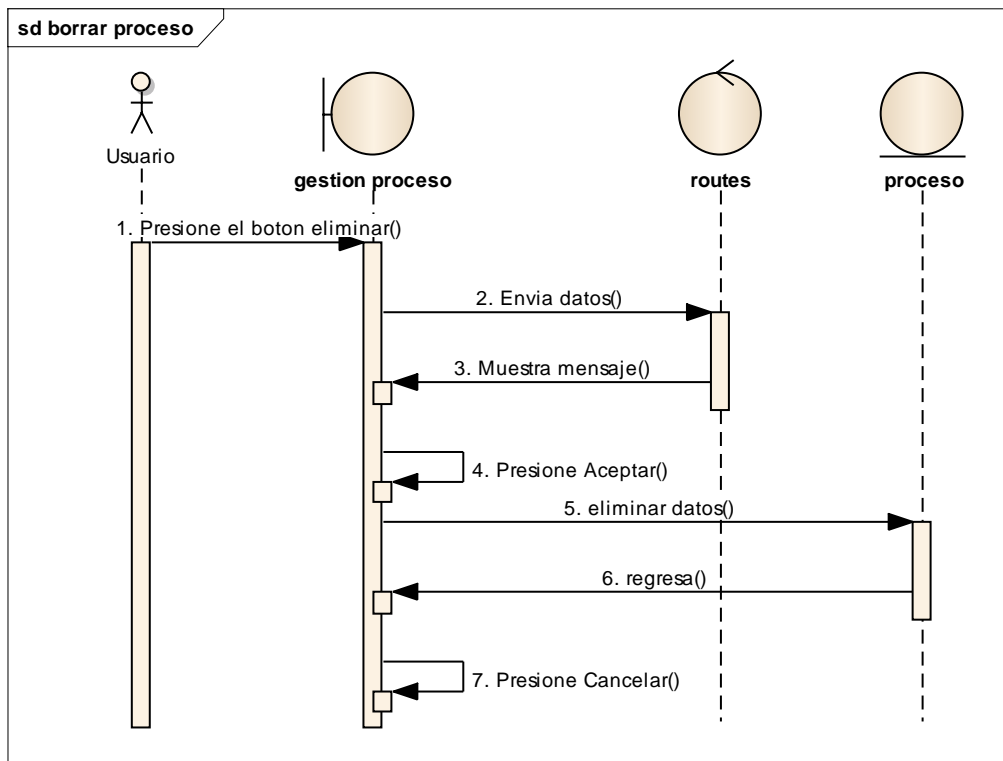 sd borrar proceso
Usuario
gestion proceso
routes
proceso
1. Presione el boton eliminar()
2. Envia datos()
3. Muestra mensaje()
4. Presione Aceptar()
5. eliminar datos()
6. regresa()
7. Presione Cancelar()